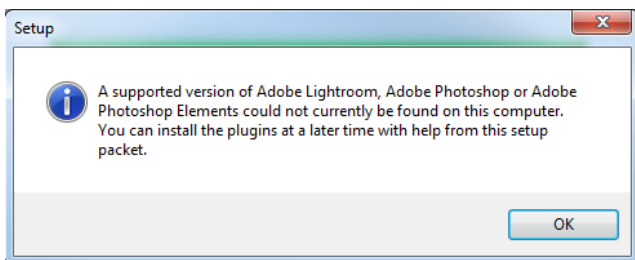 Setup
A supported version of Adobe Lightroom, Adobe Photoshop or Adobe
Photoshop Elements could not currently be found on this computer.
You can install the plugins at a later time with help from this setup
packet.
OK